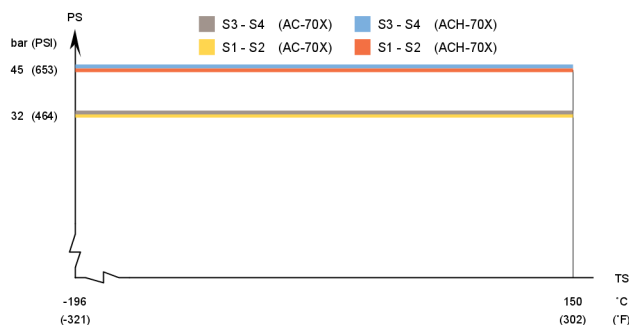 PS
S3 - S4 (AC-70X) S3 - S4 (ACH-70X)
bar (PSI) S1 - S2 (AC-70X) S1 - S2 (ACH-70X)
45 (653)
32 (464)
TS
-196 150 °C
(-321) (302) (°F)